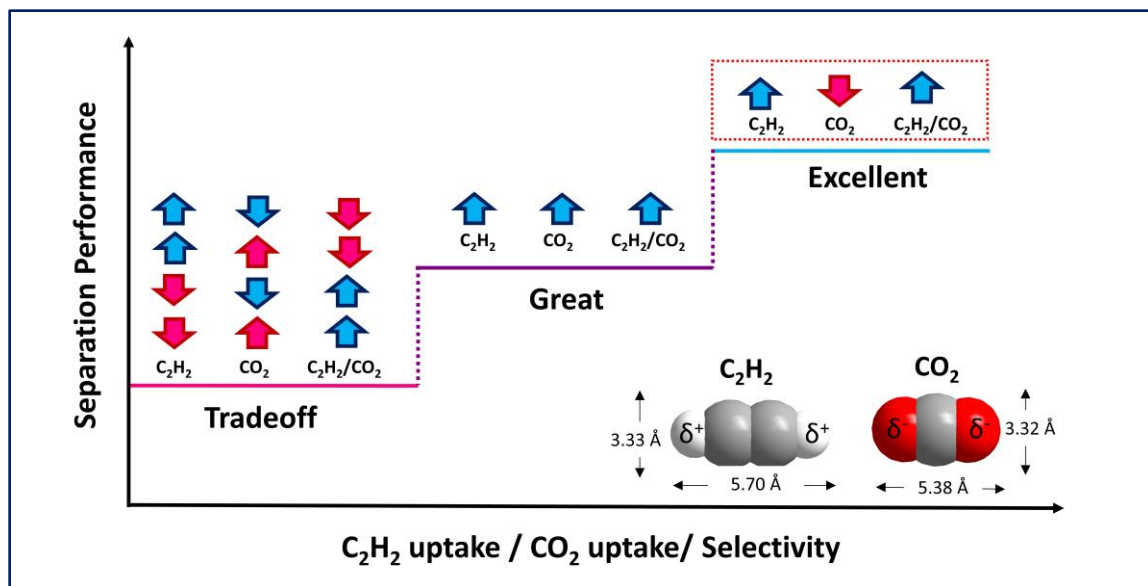 Separation Performance
C₂H₂ CO₂ C₂H₂/CO₂
Excellent
C₂H₂ CO₂ C₂H₂/CO₂
Great
C₂H₂ CO₂ C₂H₂/CO₂
Tradeoff
C₂H₂
3.33 Å
δ⁺ δ⁺
5.70 Å
CO₂
δ⁻ δ⁻
3.32 Å
5.38 Å
C₂H₂ uptake / CO₂ uptake/ Selectivity